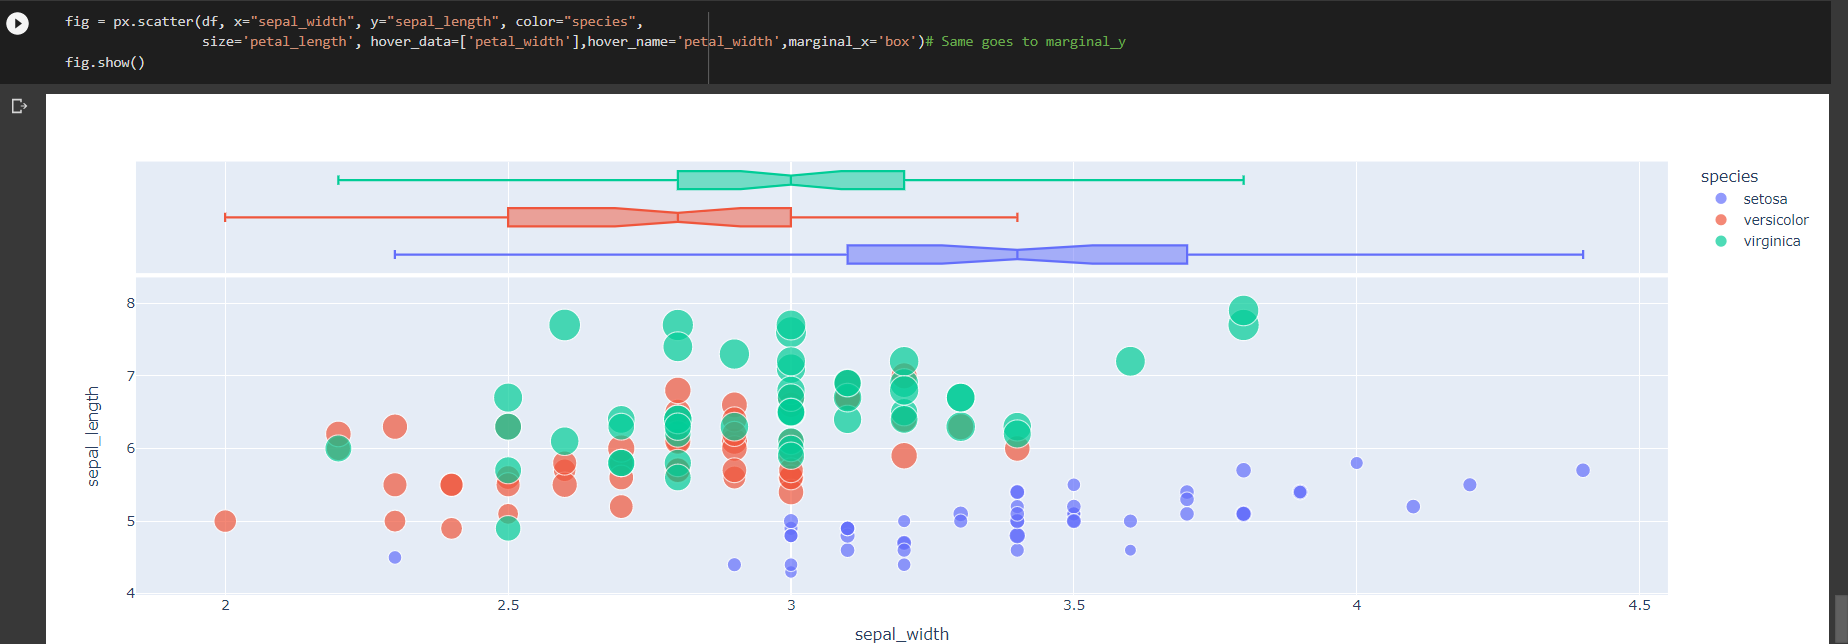 fig = px.scatter(df, x="sepal_width", y="sepal_length", color="species",
size='petal_length', hover_data=['petal_width'],hover_name='petal_width',marginal_x='box')# Same goes to marginal_y
fig.show()
species
setosa
versicolor
virginica
8
7
6
5
4
sepal_length
2
2.5
3
3.5
4
4.5
sepal_width